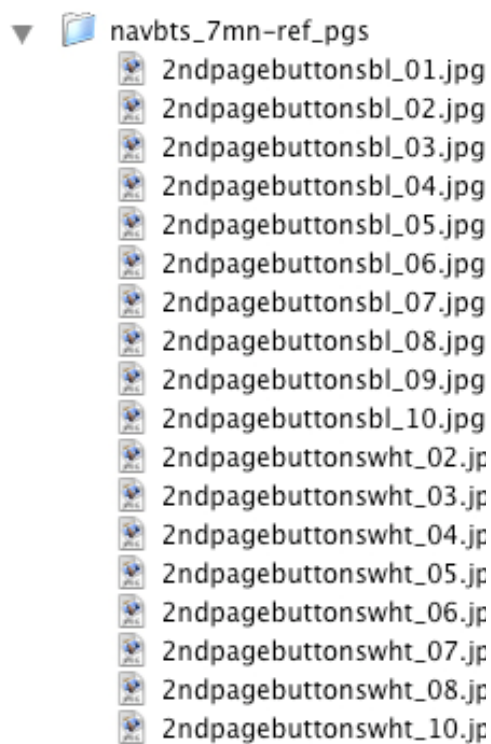 navbts_7mn-ref_pgs
2ndpagebuttonsbl_01.jpg
2ndpagebuttonsbl_02.jpg
2ndpagebuttonsbl_03.jpg
2ndpagebuttonsbl_04.jpg
2ndpagebuttonsbl_05.jpg
2ndpagebuttonsbl_06.jpg
2ndpagebuttonsbl_07.jpg
2ndpagebuttonsbl_08.jpg
2ndpagebuttonsbl_09.jpg
2ndpagebuttonsbl_10.jpg
2ndpagebuttonswht_02.jp
2ndpagebuttonswht_03.jp
2ndpagebuttonswht_04.jp
2ndpagebuttonswht_05.jp
2ndpagebuttonswht_06.jp
2ndpagebuttonswht_07.jp
2ndpagebuttonswht_08.jp
2ndpagebuttonswht_10.jp